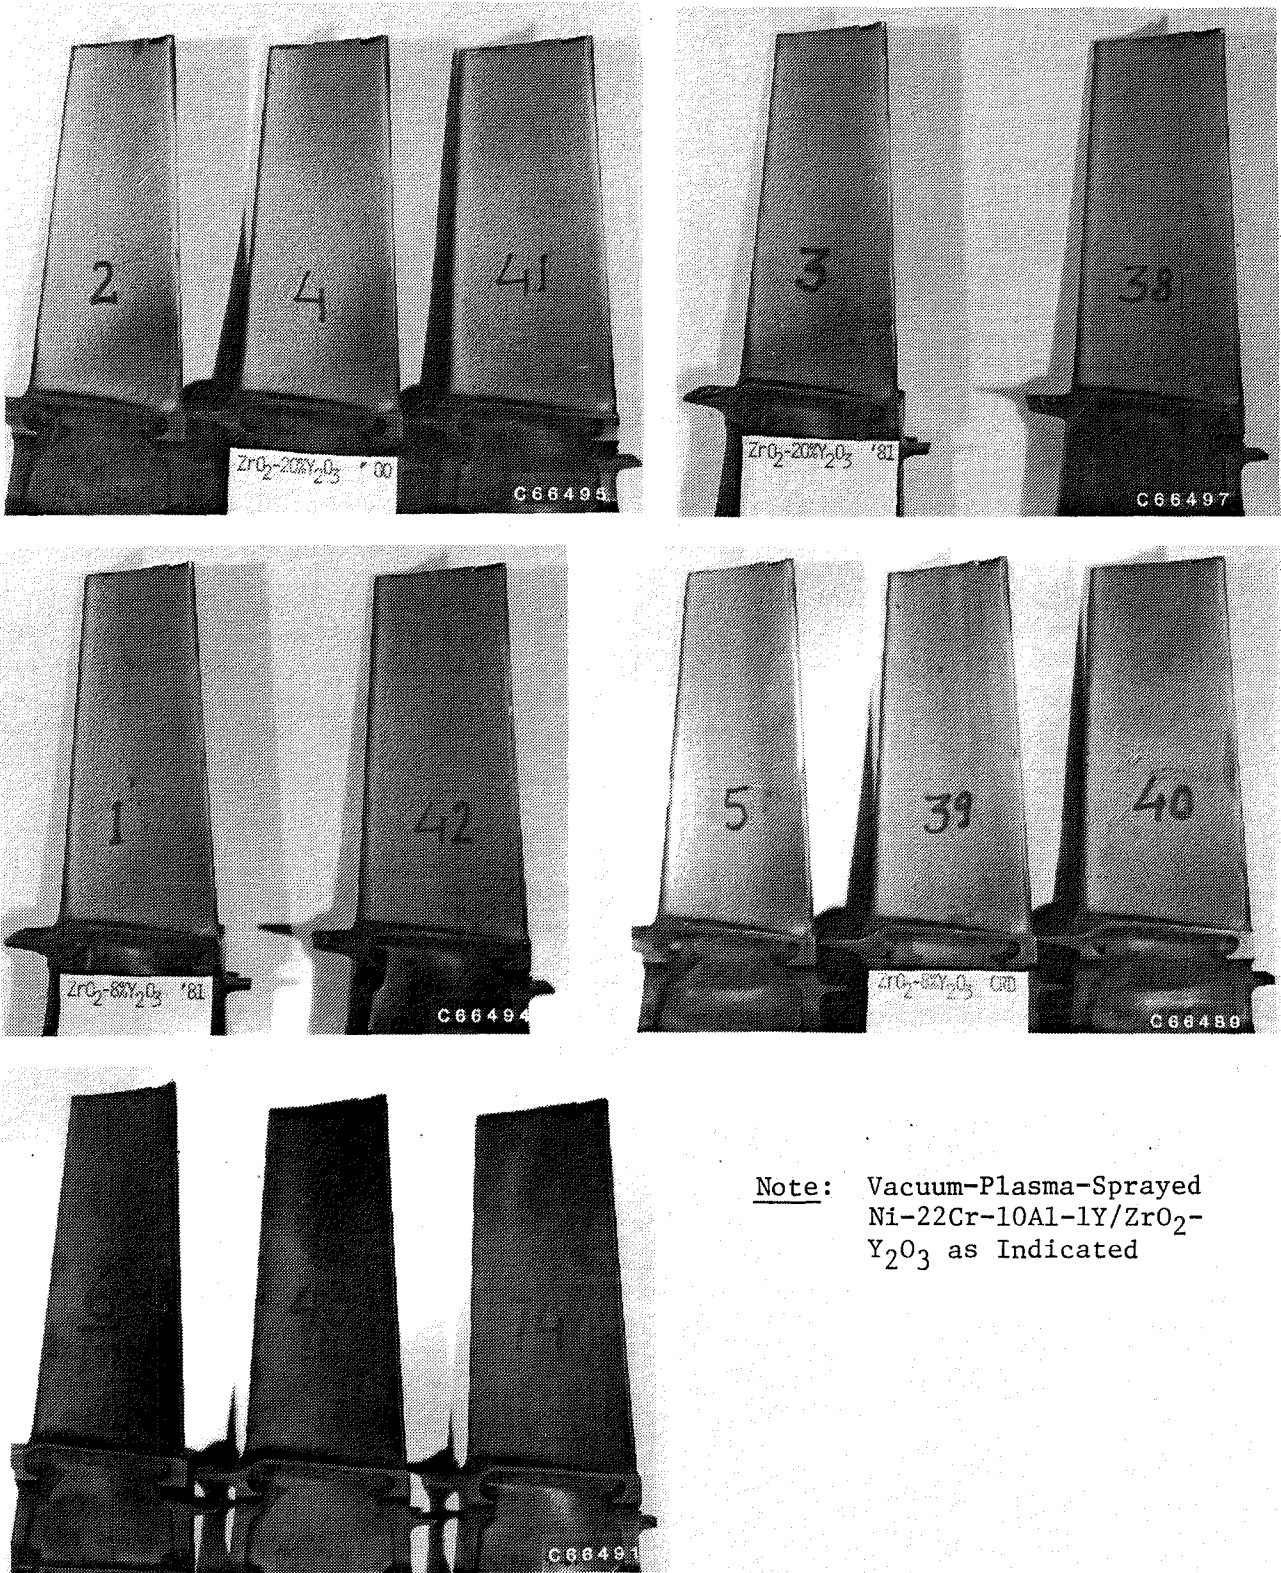 2
4
41
ZrO2-20%Y2O3 '80
C66495
3
38
ZrO2-20%Y2O3 '81
C66497
1
42
ZrO2-8%Y2O3 '81
C66494
5
39
40
ZrO2-8%Y2O3 CRD
C66489
43
C66491
Note: Vacuum-Plasma-Sprayed
Ni-22Cr-10Al-1Y/ZrO2-
Y2O3 as Indicated